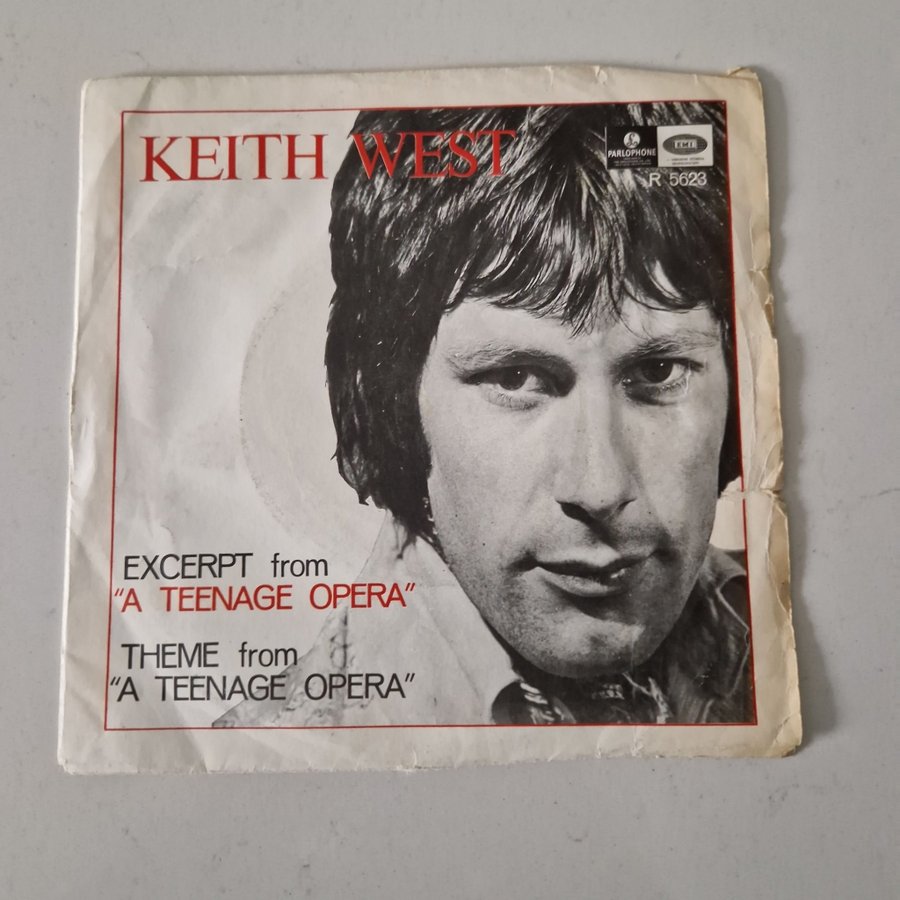 KEITH WEST
PARLOPHONE
EMI
R 5623
EXCERPT from
"A TEENAGE OPERA"
THEME from
"A TEENAGE OPERA"